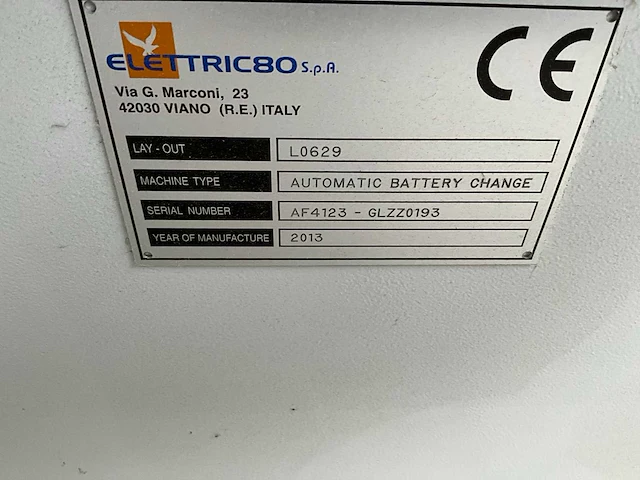 ELETTRIC80 S.p.A.
CE
Via G. Marconi, 23
42030 VIANO (R.E.) ITALY
LAY - OUT L0629
MACHINE TYPE AUTOMATIC BATTERY CHANGE
SERIAL NUMBER AF4123 - GLZZ0193
YEAR OF MANUFACTURE 2013